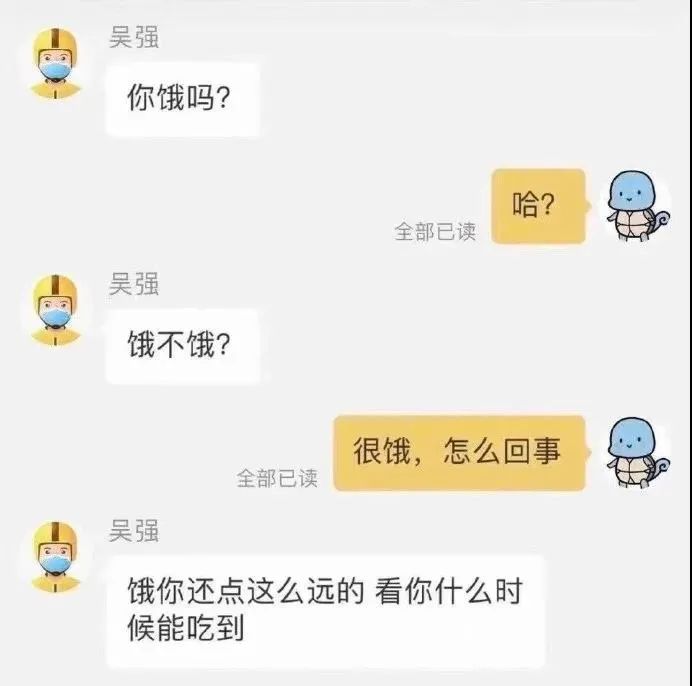 吴强
你饿吗？
哈？
全部已读
吴强
饿不饿？
很饿，怎么回事
全部已读
吴强
饿你还点这么远的 看你什么时
候能吃到